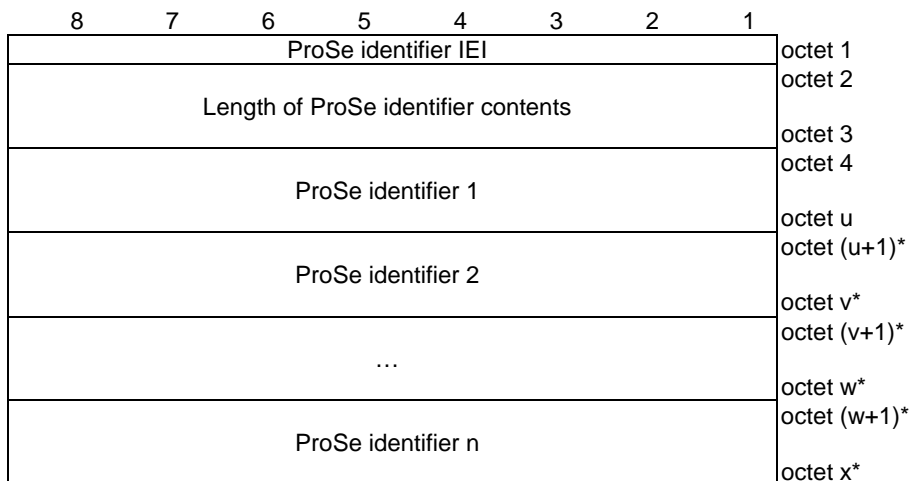 8 7 6 5 4 3 2 1
ProSe identifier IEI octet 1
octet 2
Length of ProSe identifier contents
octet 3
octet 4
ProSe identifier 1
octet u
octet (u+1)*
ProSe identifier 2
octet v*
octet (v+1)*
…
octet w*
octet (w+1)*
ProSe identifier n
octet x*